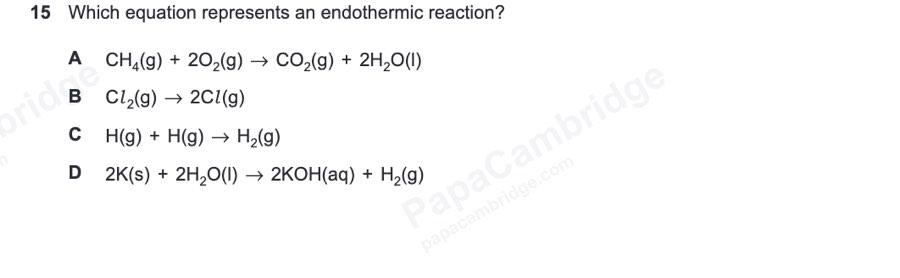 15 Which equation represents an endothermic reaction?
A CH₄(g) + 2O₂(g) → CO₂(g) + 2H₂O(l)
B Cl₂(g) → 2Cl(g)
C H(g) + H(g) → H₂(g)
D 2K(s) + 2H₂O(l) → 2KOH(aq) + H₂(g)
bridge
PapaCambridge
papacambridge.com